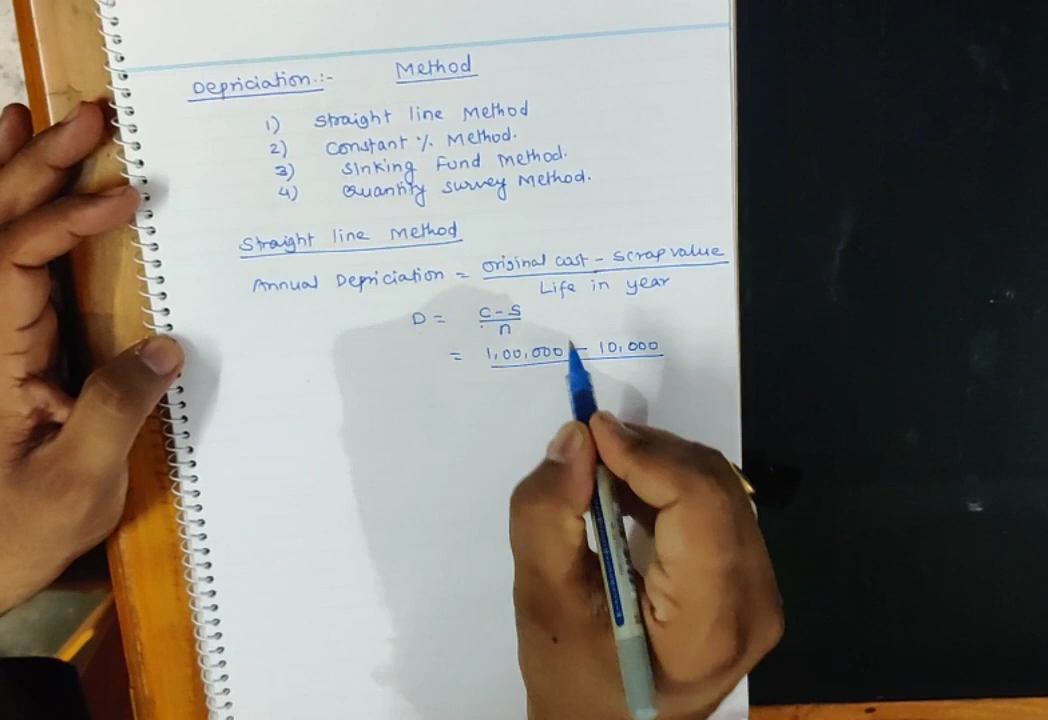 Depriciation :- Method
1) Straight line Method
2) Constant % Method.
3) Sinking Fund Method.
4) Quantity survey Method.
Straight line Method
Annual Depriciation = original cost - scrap value
Life in year
D = C - S
n
= 1,00,000 - 10,000